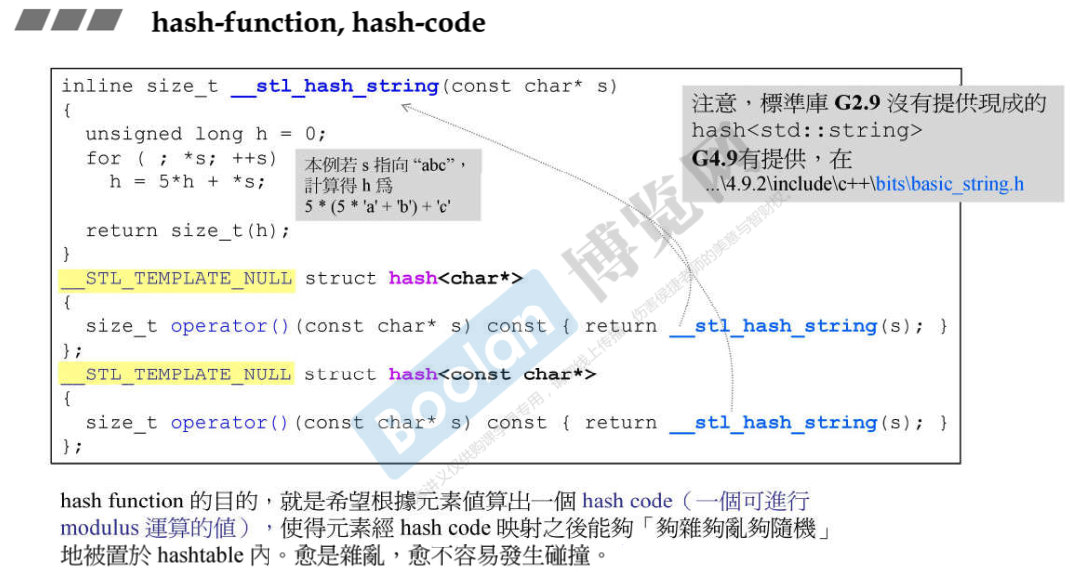 hash-function, hash-code
inline size_t __stl_hash_string(const char* s)
{
unsigned long h = 0;
for ( ; *s; ++s)
h = 5*h + *s;
return size_t(h);
}
本例若 s 指向 “abc”，
計算得 h 爲
5 * (5 * 'a' + 'b') + 'c'
注意，標準庫 G2.9 沒有提供現成的
hash<std::string>
G4.9有提供，在
...\4.9.2\include\c++\bits\basic_string.h
__STL_TEMPLATE_NULL struct hash<char*>
{
size_t operator()(const char* s) const { return __stl_hash_string(s); }
};
__STL_TEMPLATE_NULL struct hash<const char*>
{
size_t operator()(const char* s) const { return __stl_hash_string(s); }
};
hash function 的目的，就是希望根據元素値算出一個 hash code（一個可進行
modulus 運算的値），使得元素經 hash code 映射之後能夠「夠雜夠亂夠隨機」
地被置於 hashtable 內。愈是雜亂，愈不容易發生碰撞。
Boolan 博览网